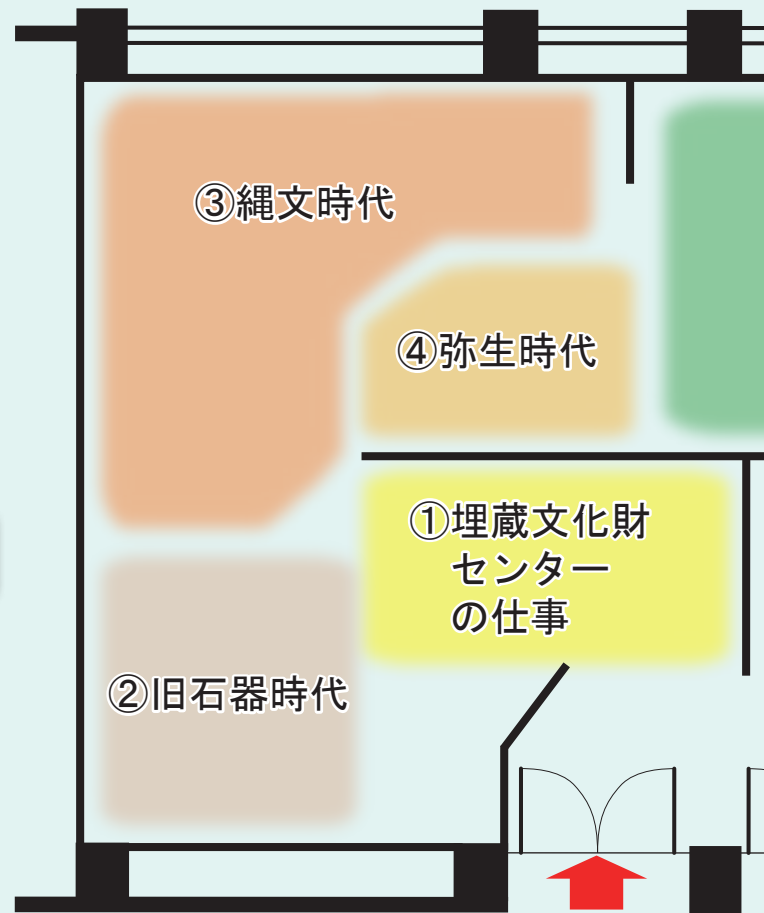 ③縄文時代
④弥生時代
①埋蔵文化財
センター
の仕事
②旧石器時代